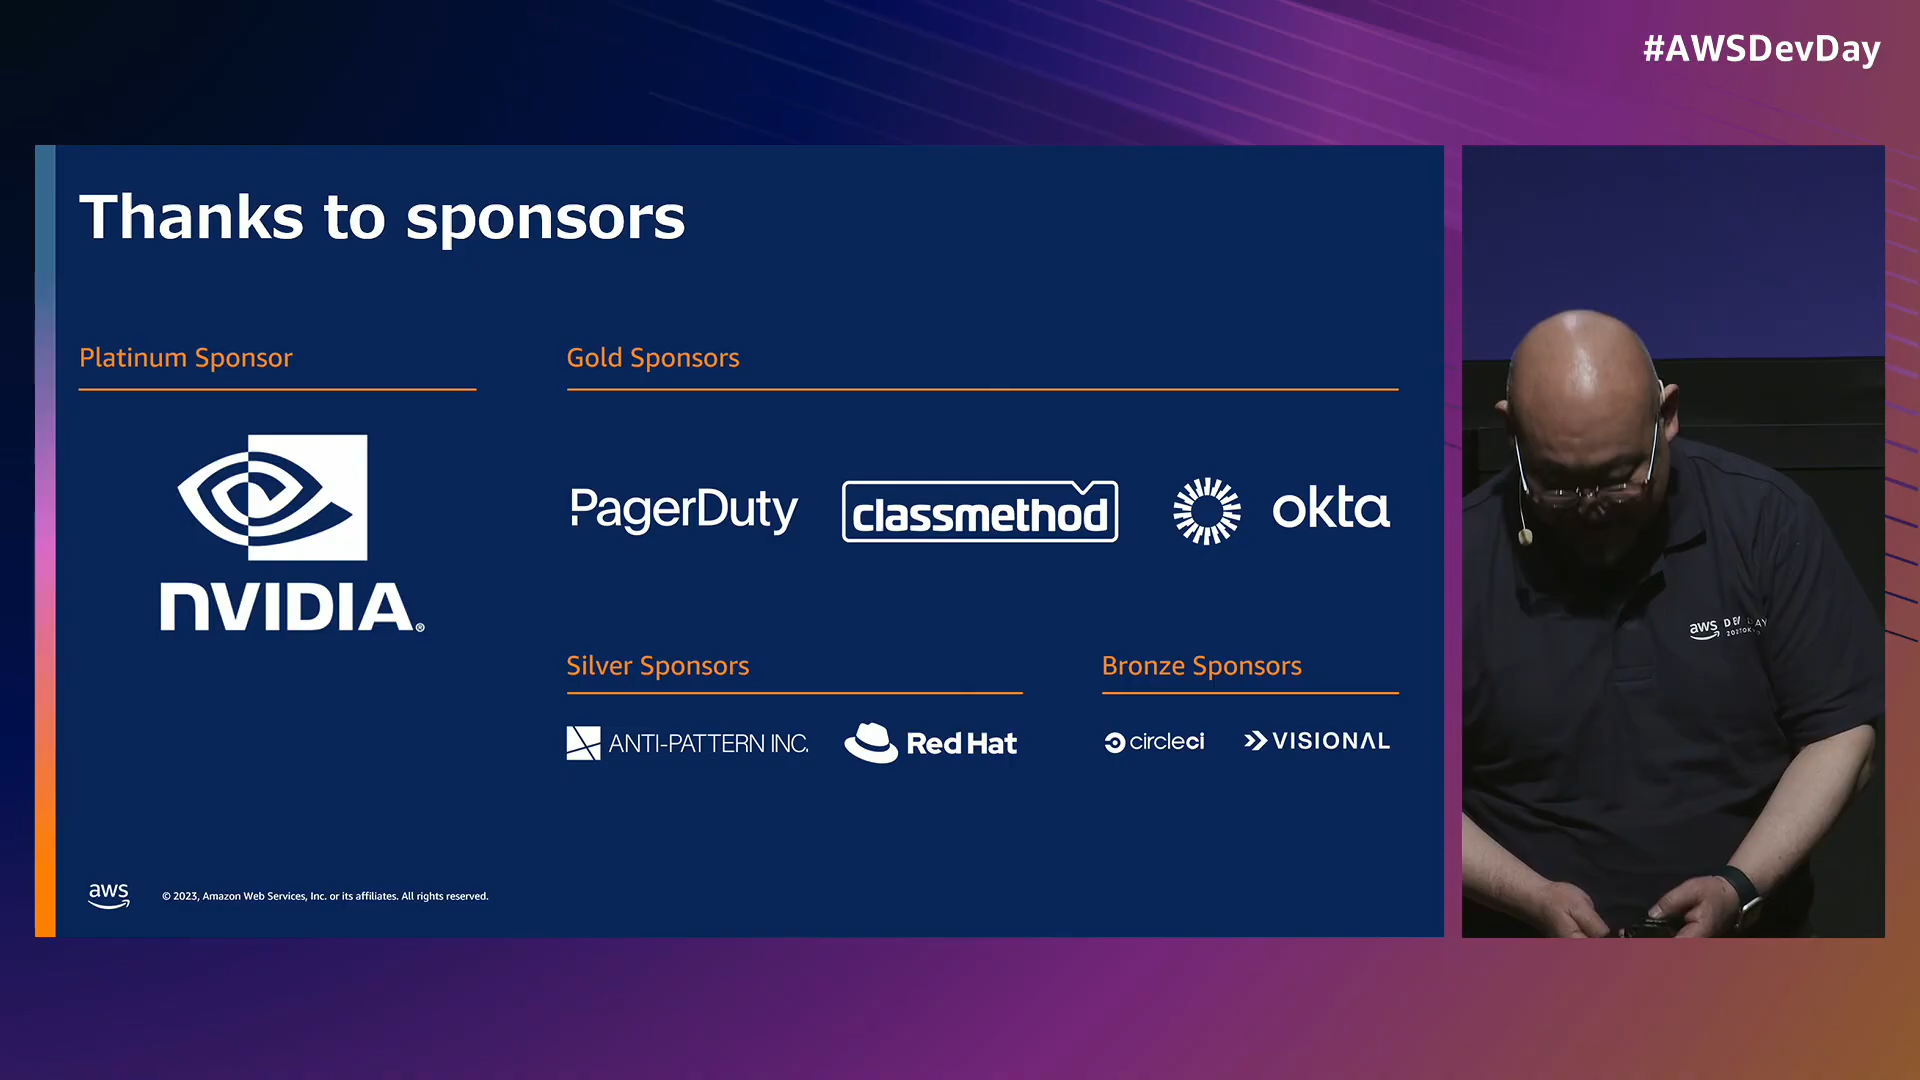 #AWSDevDay
Thanks to sponsors
Platinum Sponsor
NVIDIA®
Gold Sponsors
PagerDuty
classmethod
okta
Silver Sponsors
ANTI-PATTERN INC.
Red Hat
Bronze Sponsors
circleci
VISIONAL
aws
© 2023, Amazon Web Services, Inc. or its affiliates. All rights reserved.
aws